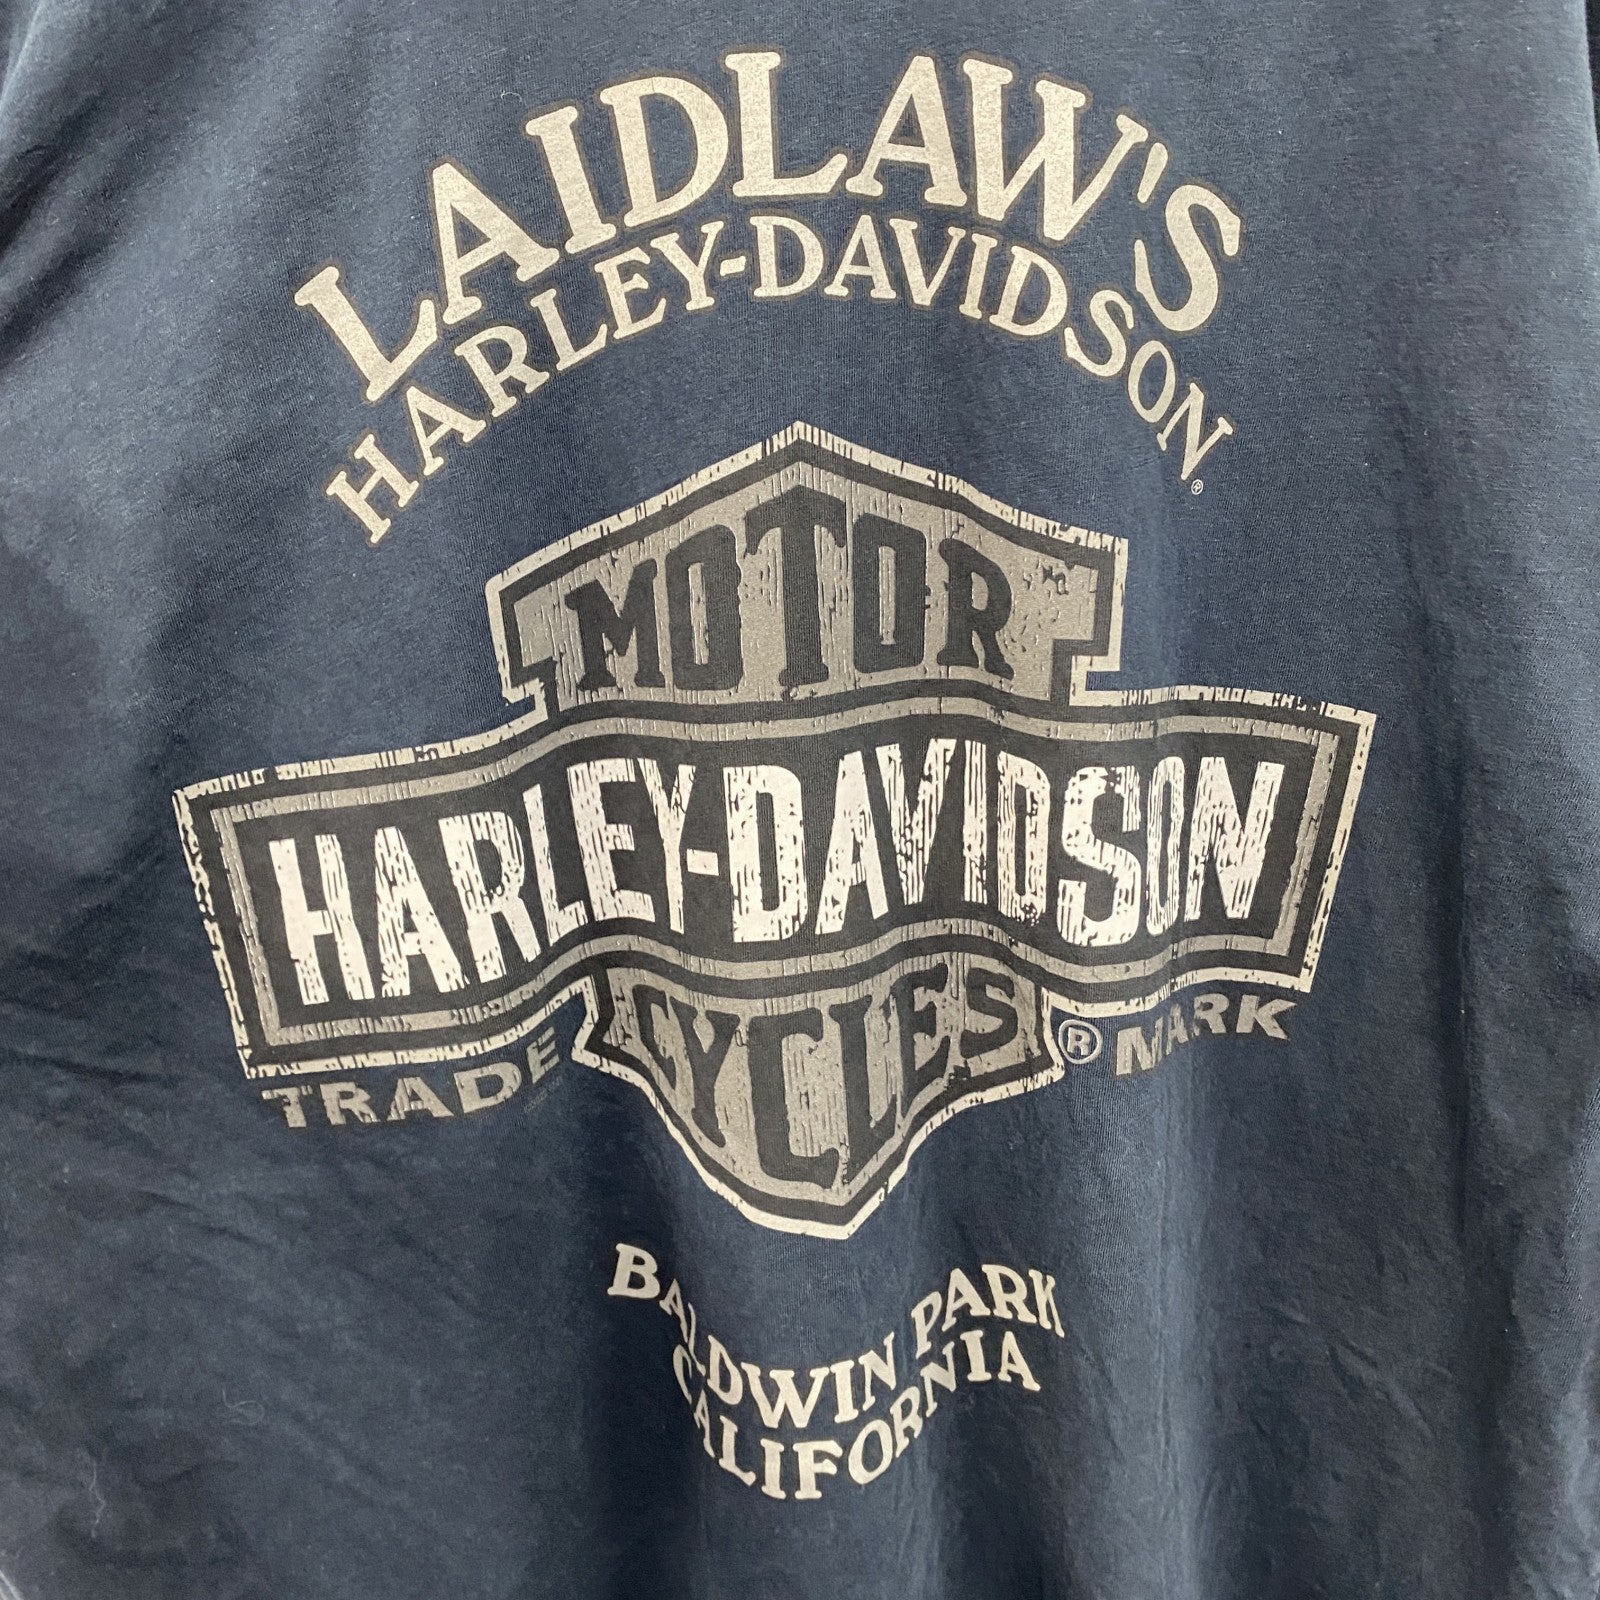 LAIDLAW'S
HARLEY-DAVIDSON®
MOTOR
HARLEY-DAVIDSON
CYCLES
TRADE ® MARK
BALDWIN PARK
CALIFORNIA